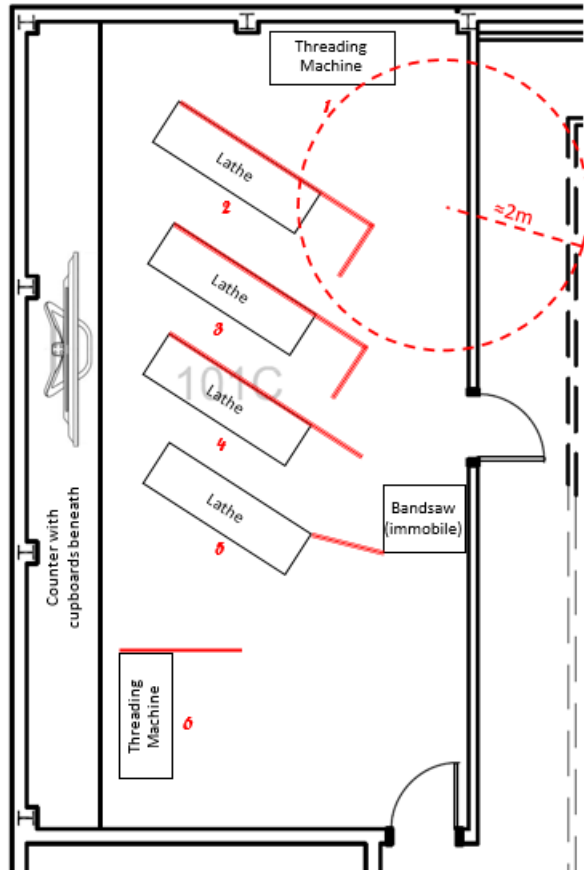 Threading
Machine
1
Lathe
2
≈2m
Lathe
3
101C
Lathe
4
Lathe
5
Bandsaw
(immobile)
Counter with
cupboards beneath
Threading
Machine
6